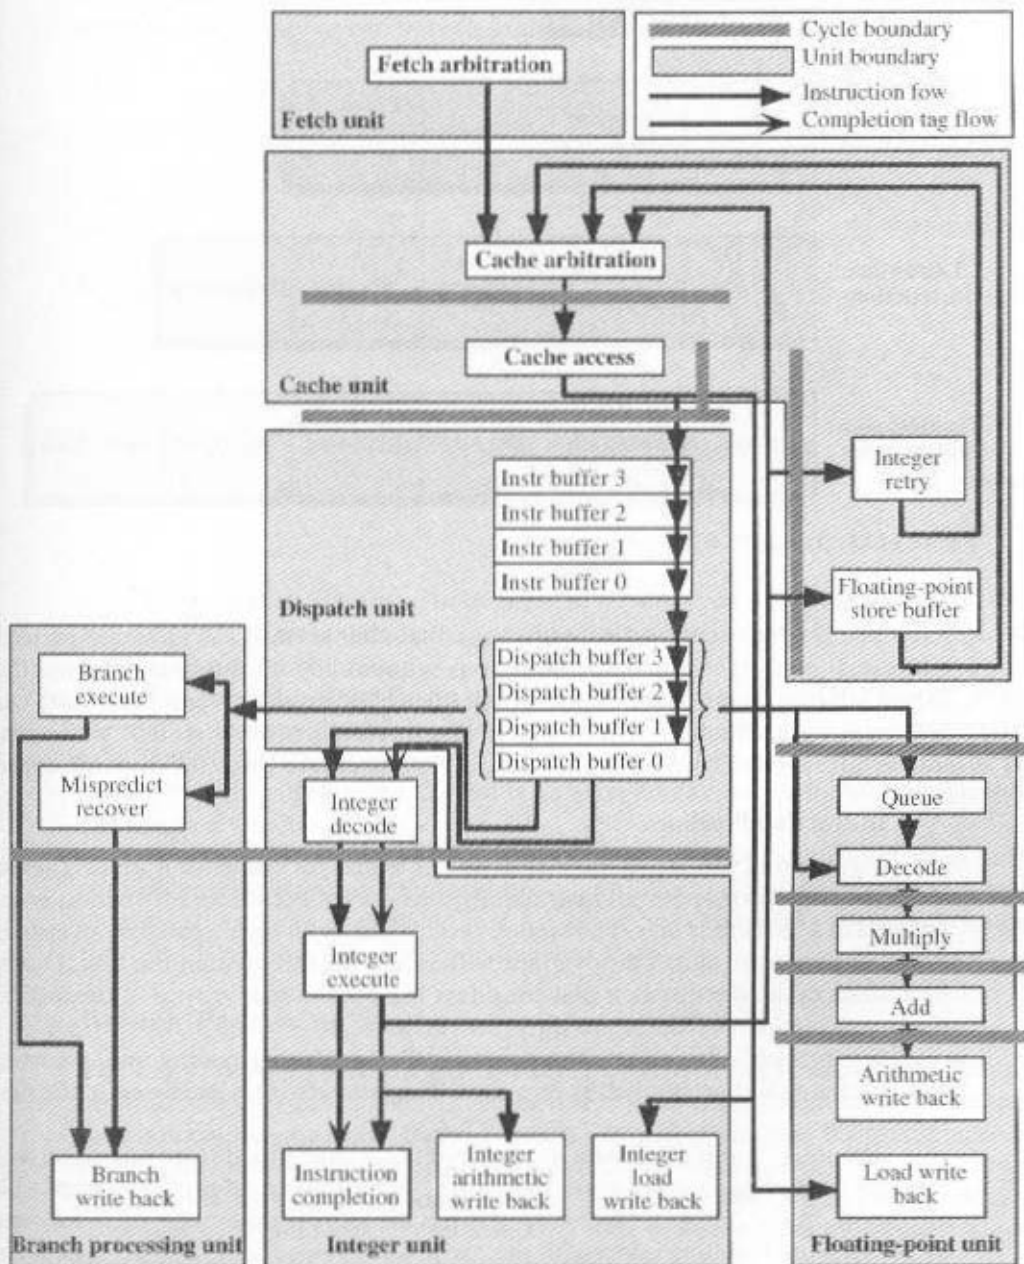 Fetch arbitration
Fetch unit
Cycle boundary
Unit boundary
Instruction fow
Completion tag flow
Cache arbitration
Cache access
Cache unit
Integer
retry
Floating-point
store buffer
Instr buffer 3
Instr buffer 2
Instr buffer 1
Instr buffer 0
Dispatch unit
Dispatch buffer 3
Dispatch buffer 2
Dispatch buffer 1
Dispatch buffer 0
Branch
execute
Mispredict
recover
Integer
decode
Integer
execute
Queue
Decode
Multiply
Add
Arithmetic
write back
Branch
write back
Instruction
completion
Integer
arithmetic
write back
Integer
load
write back
Load write
back
Branch processing unit
Integer unit
Floating-point unit